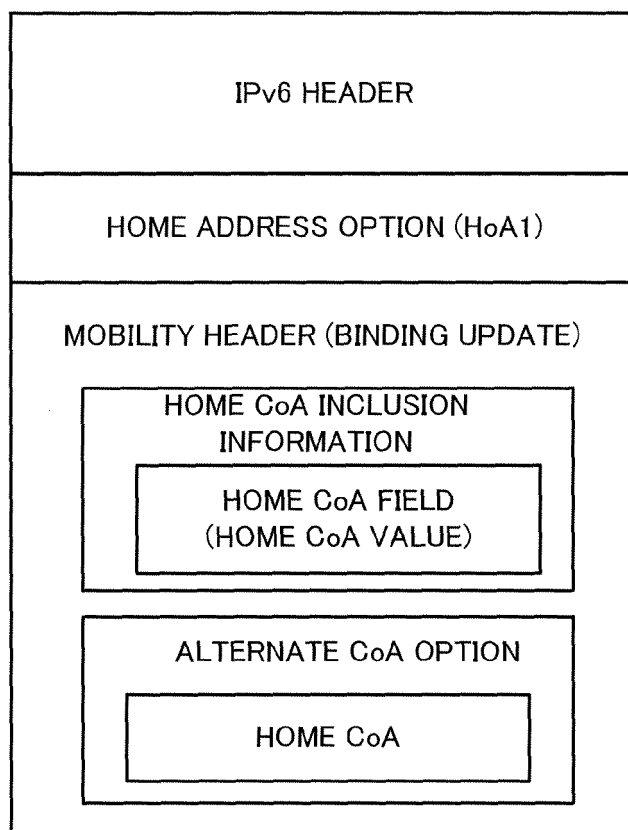 IPv6 HEADER
HOME ADDRESS OPTION (HoA1)
MOBILITY HEADER (BINDING UPDATE)
HOME CoA INCLUSION
INFORMATION
HOME CoA FIELD
(HOME CoA VALUE)
ALTERNATE CoA OPTION
HOME CoA